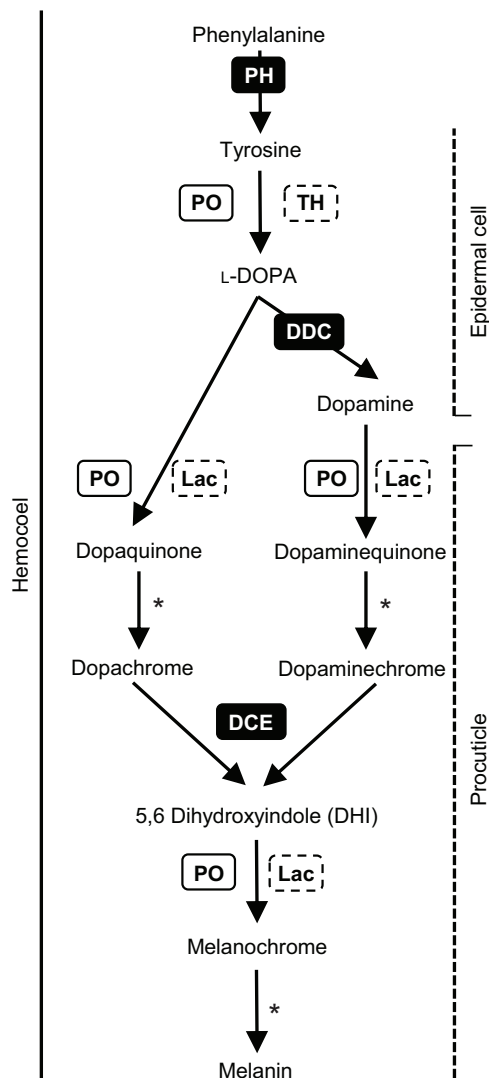 Phenylalanine
PH
Tyrosine
PO
TH
L-DOPA
DDC
Dopamine
PO
Lac
PO
Lac
Dopaquinone
Dopaminequinone
*
*
Dopachrome
Dopaminechrome
DCE
5,6 Dihydroxyindole (DHI)
PO
Lac
Melanochrome
*
Melanin
Hemocoel
Epidermal cell
Procuticle